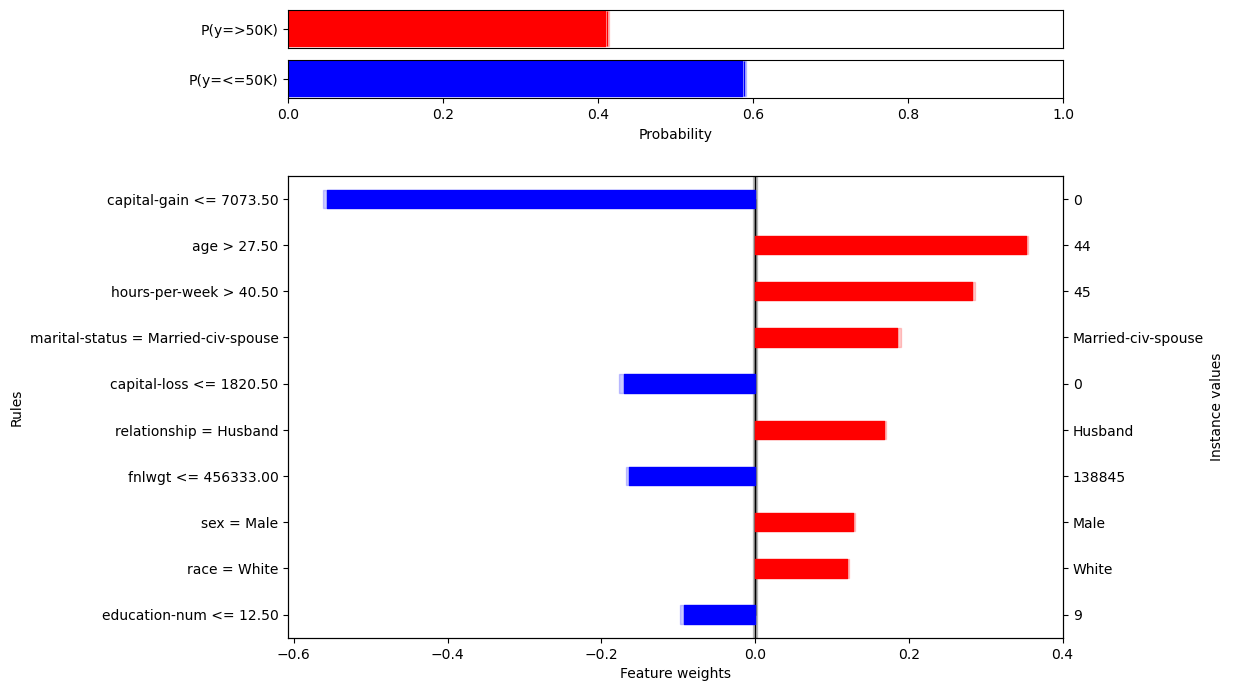 P(y=>50K)
P(y=<=50K)
0.0 0.2 0.4 0.6 0.8 1.0
Probability
Rules
capital-gain <= 7073.50 0
age > 27.50 44
hours-per-week > 40.50 45
marital-status = Married-civ-spouse Married-civ-spouse
capital-loss <= 1820.50 0
relationship = Husband Husband
fnlwgt <= 456333.00 138845
sex = Male Male
race = White White
education-num <= 12.50 9
Instance values
−0.6 −0.4 −0.2 0.0 0.2 0.4
Feature weights